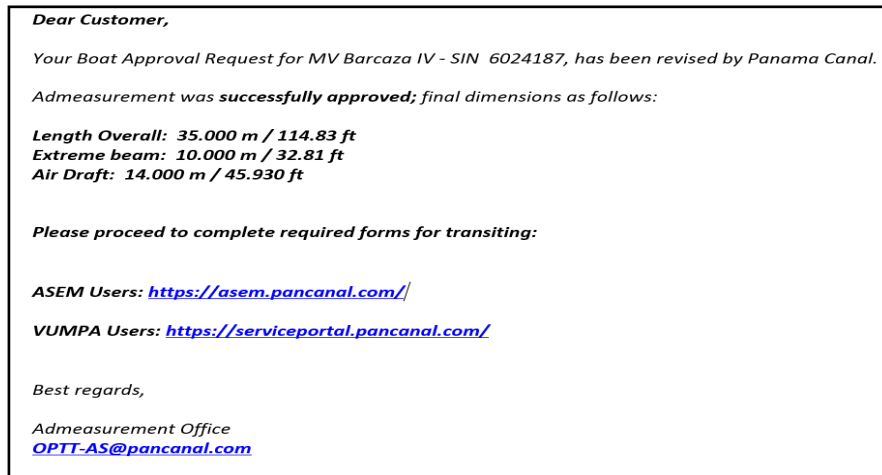 Dear Customer,
Your Boat Approval Request for MV Barcaza IV - SIN 6024187, has been revised by Panama Canal.
Admeasurement was successfully approved; final dimensions as follows:
Length Overall: 35.000 m / 114.83 ft
Extreme beam: 10.000 m / 32.81 ft
Air Draft: 14.000 m / 45.930 ft
Please proceed to complete required forms for transiting:
ASEM Users: https://asem.pancanal.com/
VUMPA Users: https://serviceportal.pancanal.com/
Best regards,
Admeasurement Office
OPTT-AS@pancanal.com